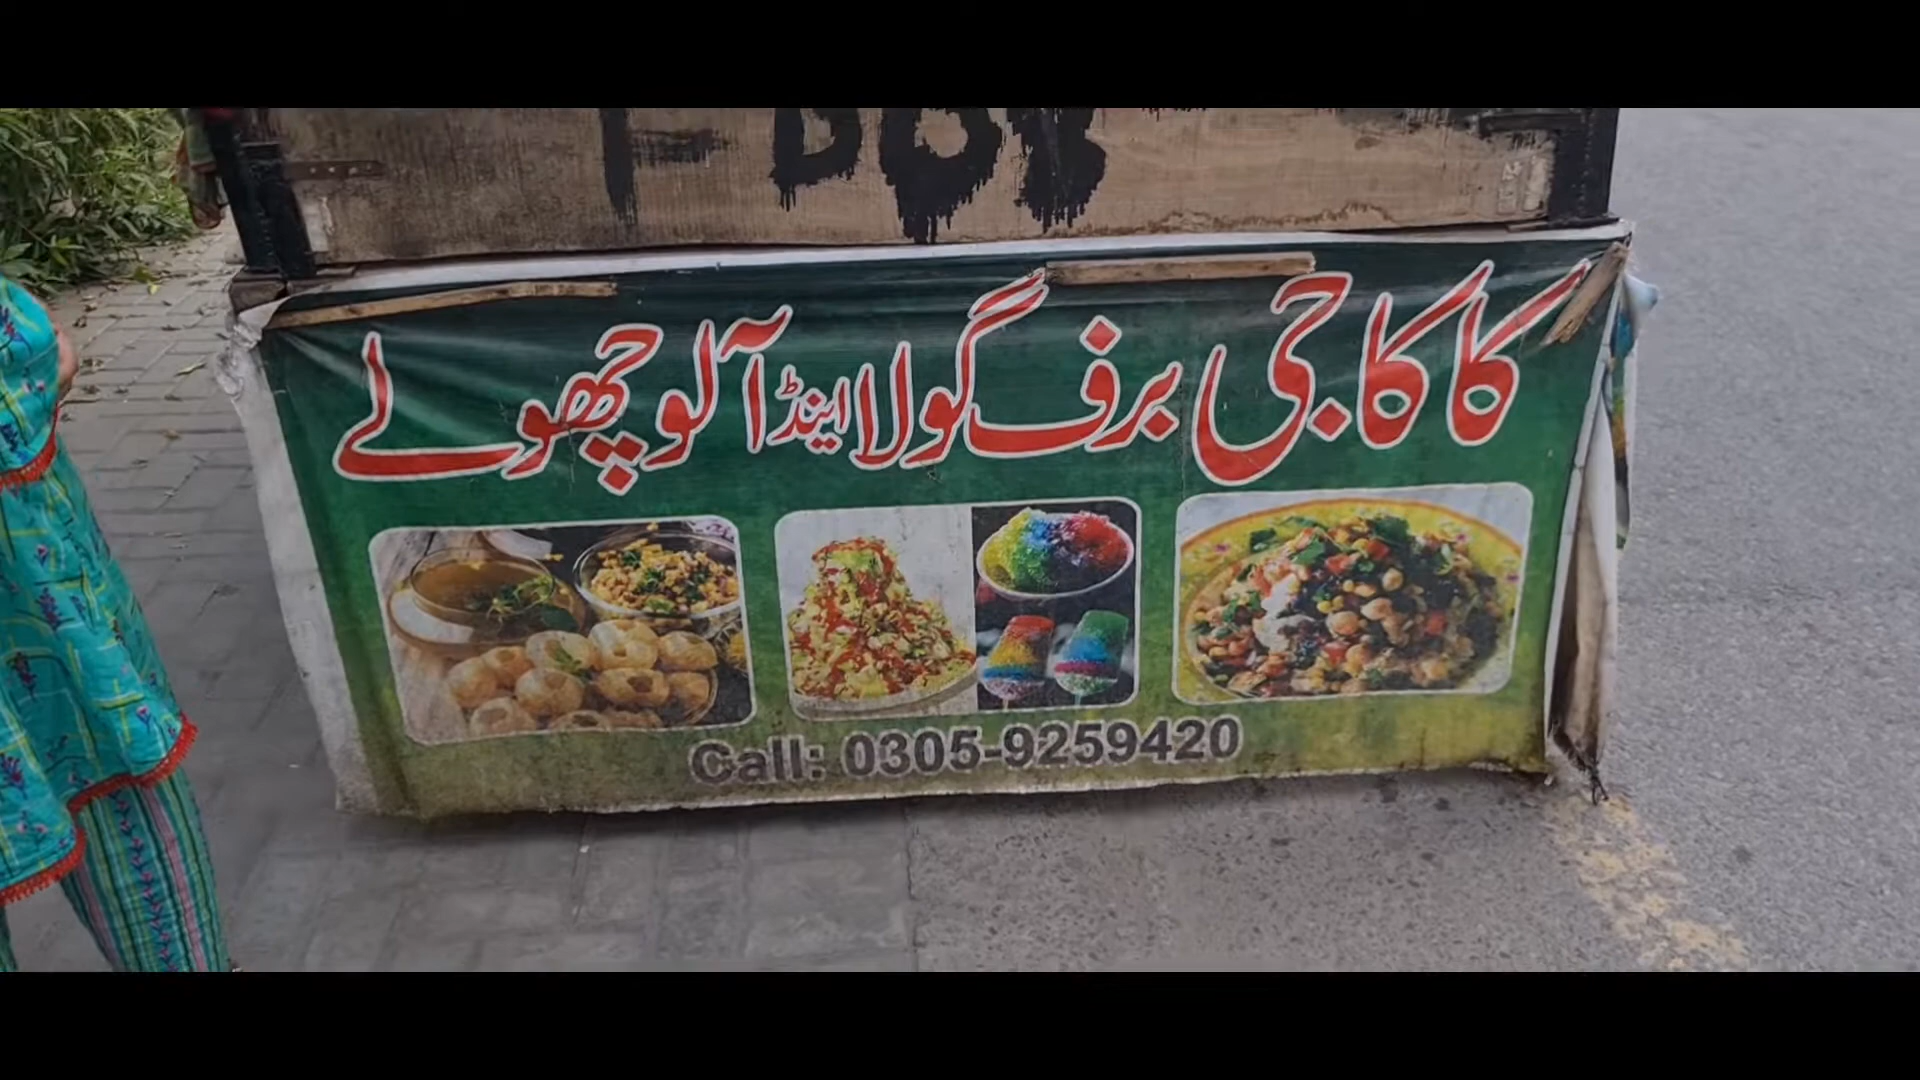 کاکا جی برف گولا اینڈ آلو چھولے
Call: 0305-9259420